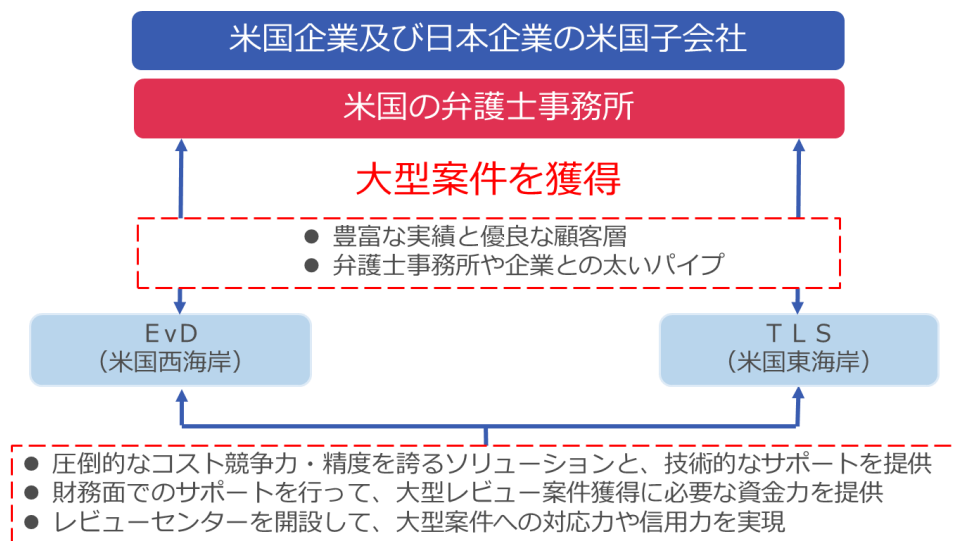 米国企業及び日本企業の米国子会社
米国の弁護士事務所
大型案件を獲得
● 豊富な実績と優良な顧客層
● 弁護士事務所や企業との太いパイプ
ＥvＤ
（米国西海岸）
ＴＬＳ
（米国東海岸）
● 圧倒的なコスト競争力・精度を誇るソリューションと、技術的なサポートを提供
● 財務面でのサポートを行って、大型レビュー案件獲得に必要な資金力を提供
● レビューセンターを開設して、大型案件への対応力や信用力を実現